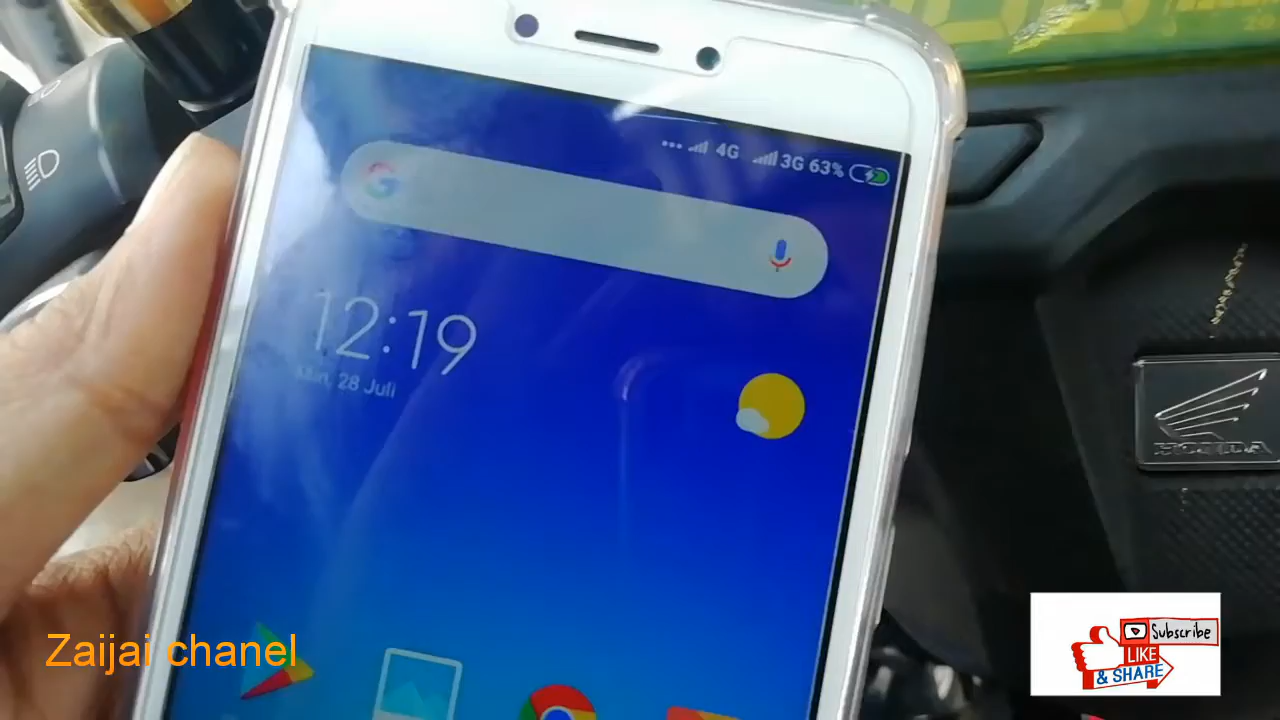 4G 3G 63%
12:19
Min, 28 Juli
HONDA
Zaijai chanel
Subscribe
LIKE
& SHARE